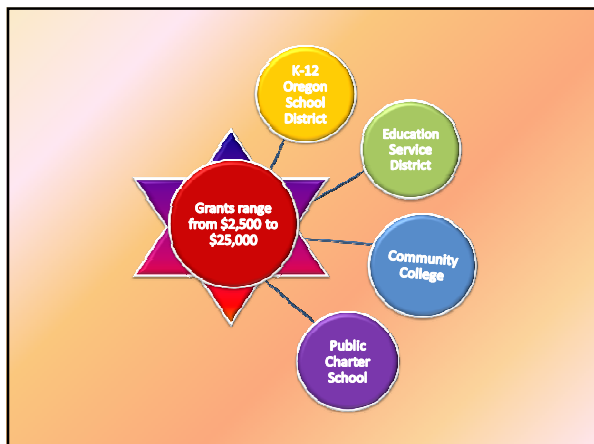 K-12
Oregon
School
District
Education
Service
District
Grants range
from $2,500 to
$25,000
Community
College
Public
Charter
School